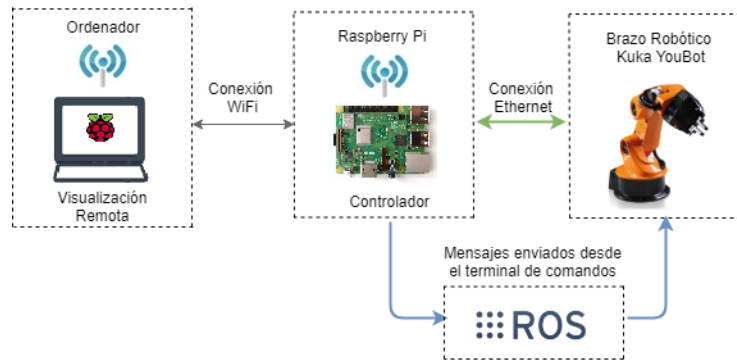 Ordenador
Visualización
Remota
Conexión
WiFi
Raspberry Pi
Controlador
Conexión
Ethernet
Brazo Robótico
Kuka YouBot
Mensajes enviados desde
el terminal de comandos
ROS